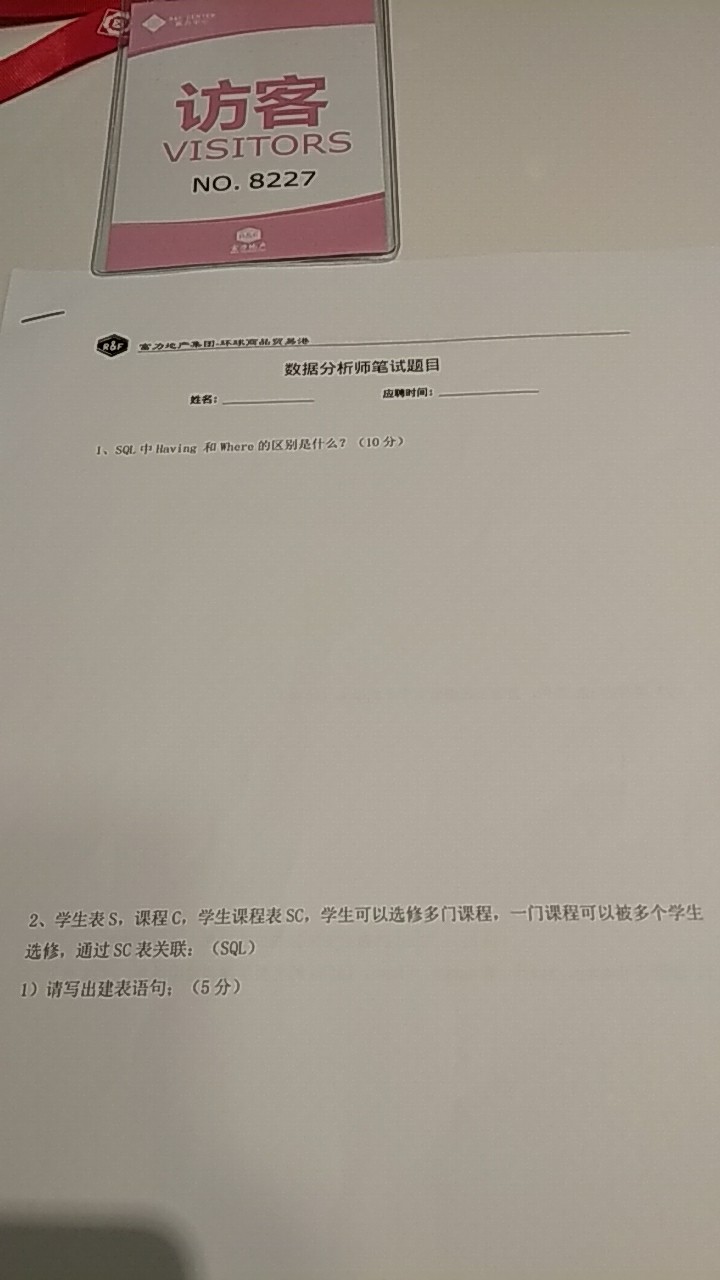 访客
VISITORS
NO. 8227
R&F
富力地产集团-环球商品贸易港
数据分析师笔试题目
姓名：
应聘时间：
1、SQL 中 Having 和 Where 的区别是什么？（10 分）
2、学生表 S，课程 C，学生课程表 SC，学生可以选修多门课程，一门课程可以被多个学生
选修，通过 SC 表关联：（SQL）
1）请写出建表语句；（5 分）